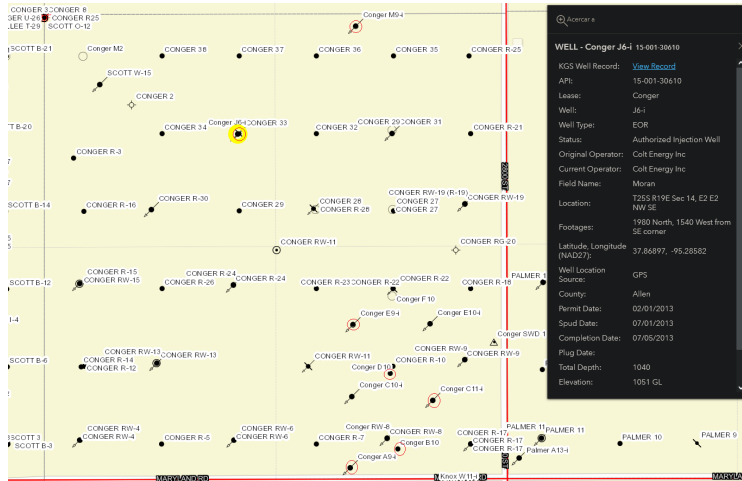 CONGER 3 CONGER 8
CONGER R25
LLEE T-29 SCOTT O-12
Conger M9-i
SCOTT B-21
Conger M2
CONGER 38
CONGER 37
CONGER 36
CONGER 35
CONGER R-25
SCOTT W-15
CONGER 2
CONGER 34
Conger J6-i CONGER 33
CONGER 32
CONGER 29 CONGER 31
CONGER R-21
CONGER R-3
2800 ST
SCOTT B-14
CONGER R-16
CONGER R-30
CONGER 29
CONGER 28
CONGER R-28
CONGER RW-19 (R-19)
CONGER 27
CONGER 27
CONGER RW-19
CONGER RW-11
CONGER RG-20
SCOTT B-12
CONGER R-15
CONGER RW-15
CONGER R-26
CONGER R-24
CONGER R-24
CONGER R-23
CONGER R-22
CONGER R-22
CONGER R-18
PALMER 1
Conger F10
I-4
Conger E9-i
Conger E10-i
Conger SWD 1
SCOTT B-6
CONGER R-14
CONGER R-12
CONGER RW-13
CONGER RW-13
CONGER RW-11
Conger D10
CONGER R-10
CONGER RW-9
CONGER RW-9
Conger C10-i
Conger C11-i
SCOTT 3
SCOTT B-3
CONGER RW-4
CONGER RW-4
CONGER R-5
CONGER RW-6
CONGER RW-6
CONGER R-7
Conger RW-8
CONGER RW-8
Conger B10
CONGER R-17
CONGER R-17
CONGER R-17
PALMER 11
PALMER 11
PALMER 10
PALMER 9
Conger A9-i
Palmer A13-i
MARYLAND RD
Knox W11-i
MARYLA
Acercar a
WELL - Conger J6-i 15-001-30610
KGS Well Record: View Record
API: 15-001-30610
Lease: Conger
Well: J6-i
Well Type: EOR
Status: Authorized Injection Well
Original Operator: Colt Energy Inc
Current Operator: Colt Energy Inc
Field Name: Moran
Location: T25S R19E Sec 14, E2 E2
NW SE
Footages: 1980 North, 1540 West from
SE corner
Latitude, Longitude
(NAD27): 37.86897, -95.28582
Well Location
Source: GPS
County: Allen
Permit Date: 02/01/2013
Spud Date: 07/01/2013
Completion Date: 07/05/2013
Plug Date:
Total Depth: 1040
Elevation: 1051 GL